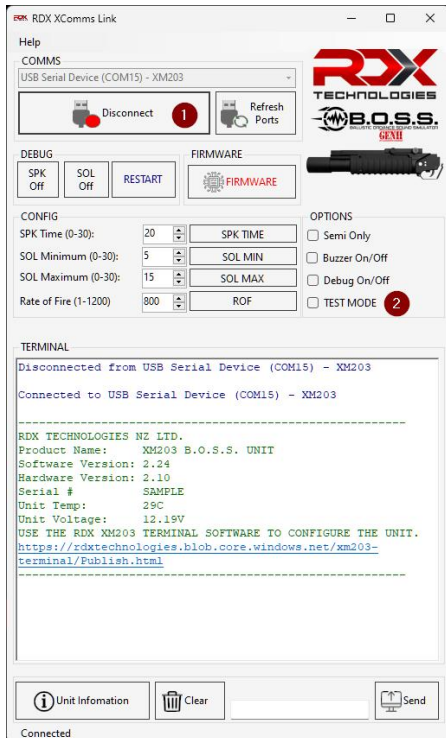 RDX RDX XComms Link
Help
COMMS
USB Serial Device (COM15) - XM203
Disconnect
1
Refresh
Ports
RDX
TECHNOLOGIES
B.O.S.S.
BALLISTIC ORDANCE SOUND SIMULATOR
GENII
DEBUG
SPK
Off
SOL
Off
RESTART
FIRMWARE
FIRMWARE
CONFIG
SPK Time (0-30): 20 SPK TIME
SOL Minimum (0-30): 5 SOL MIN
SOL Maximum (0-30): 15 SOL MAX
Rate of Fire (1-1200) 800 ROF
OPTIONS
Semi Only
Buzzer On/Off
Debug On/Off
TEST MODE 2
TERMINAL
Disconnected from USB Serial Device (COM15) - XM203
Connected to USB Serial Device (COM15) - XM203
------------------------------------------------------
RDX TECHNOLOGIES NZ LTD.
Product Name: XM203 B.O.S.S. UNIT
Software Version: 2.24
Hardware Version: 2.10
Serial # SAMPLE
Unit Temp: 29C
Unit Voltage: 12.19V
USE THE RDX XM203 TERMINAL SOFTWARE TO CONFIGURE THE UNIT.
https://rdxtechnologies.blob.core.windows.net/xm203-
terminal/Publish.html
------------------------------------------------------
Unit Infomation
Clear
Send
Connected